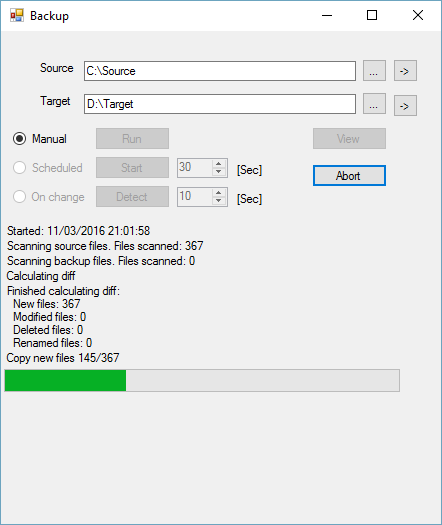 Backup
Source C:\Source ... ->
Target D:\Target ... ->
Manual Run View
Scheduled Start 30 [Sec]
Abort
On change Detect 10 [Sec]
Started: 11/03/2016 21:01:58
Scanning source files. Files scanned: 367
Scanning backup files. Files scanned: 0
Calculating diff
Finished calculating diff:
New files: 367
Modified files: 0
Deleted files: 0
Renamed files: 0
Copy new files 145/367